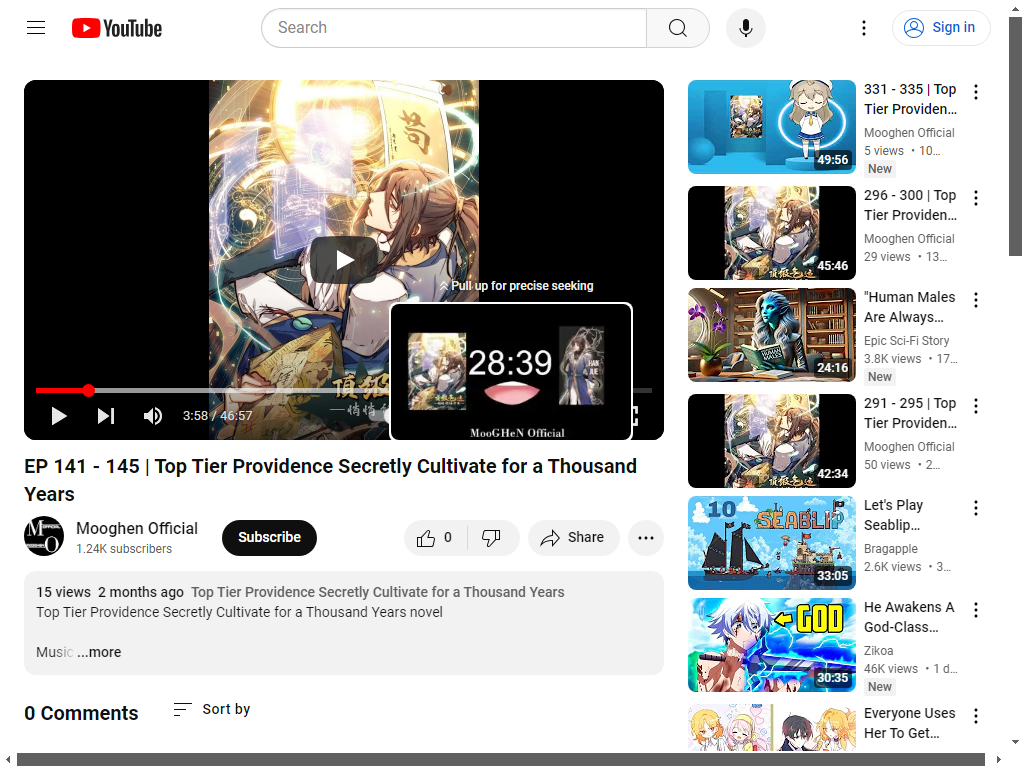 YouTube
Search
Sign in
苟
Pull up for precise seeking
28:39
MooGHeN Official
3:58 / 46:57
EP 141 - 145 | Top Tier Providence Secretly Cultivate for a Thousand
Years
Mooghen Official
1.24K subscribers
Subscribe
0
Share
15 views 2 months ago Top Tier Providence Secretly Cultivate for a Thousand Years
Top Tier Providence Secretly Cultivate for a Thousand Years novel
Music ...more
0 Comments
Sort by
49:56
331 - 335 | Top
Tier Providen…
Mooghen Official
5 views • 10…
New
45:46
296 - 300 | Top
Tier Providen…
Mooghen Official
29 views • 13…
24:16
"Human Males
Are Always…
Epic Sci-Fi Story
3.8K views • 17…
New
42:34
291 - 295 | Top
Tier Providen…
Mooghen Official
50 views • 2…
10
SEABLIP
33:05
Let's Play
Seablip…
Bragapple
2.6K views • 3…
GOD
30:35
He Awakens A
God-Class…
Zikoa
46K views • 1 d…
New
Everyone Uses
Her To Get…